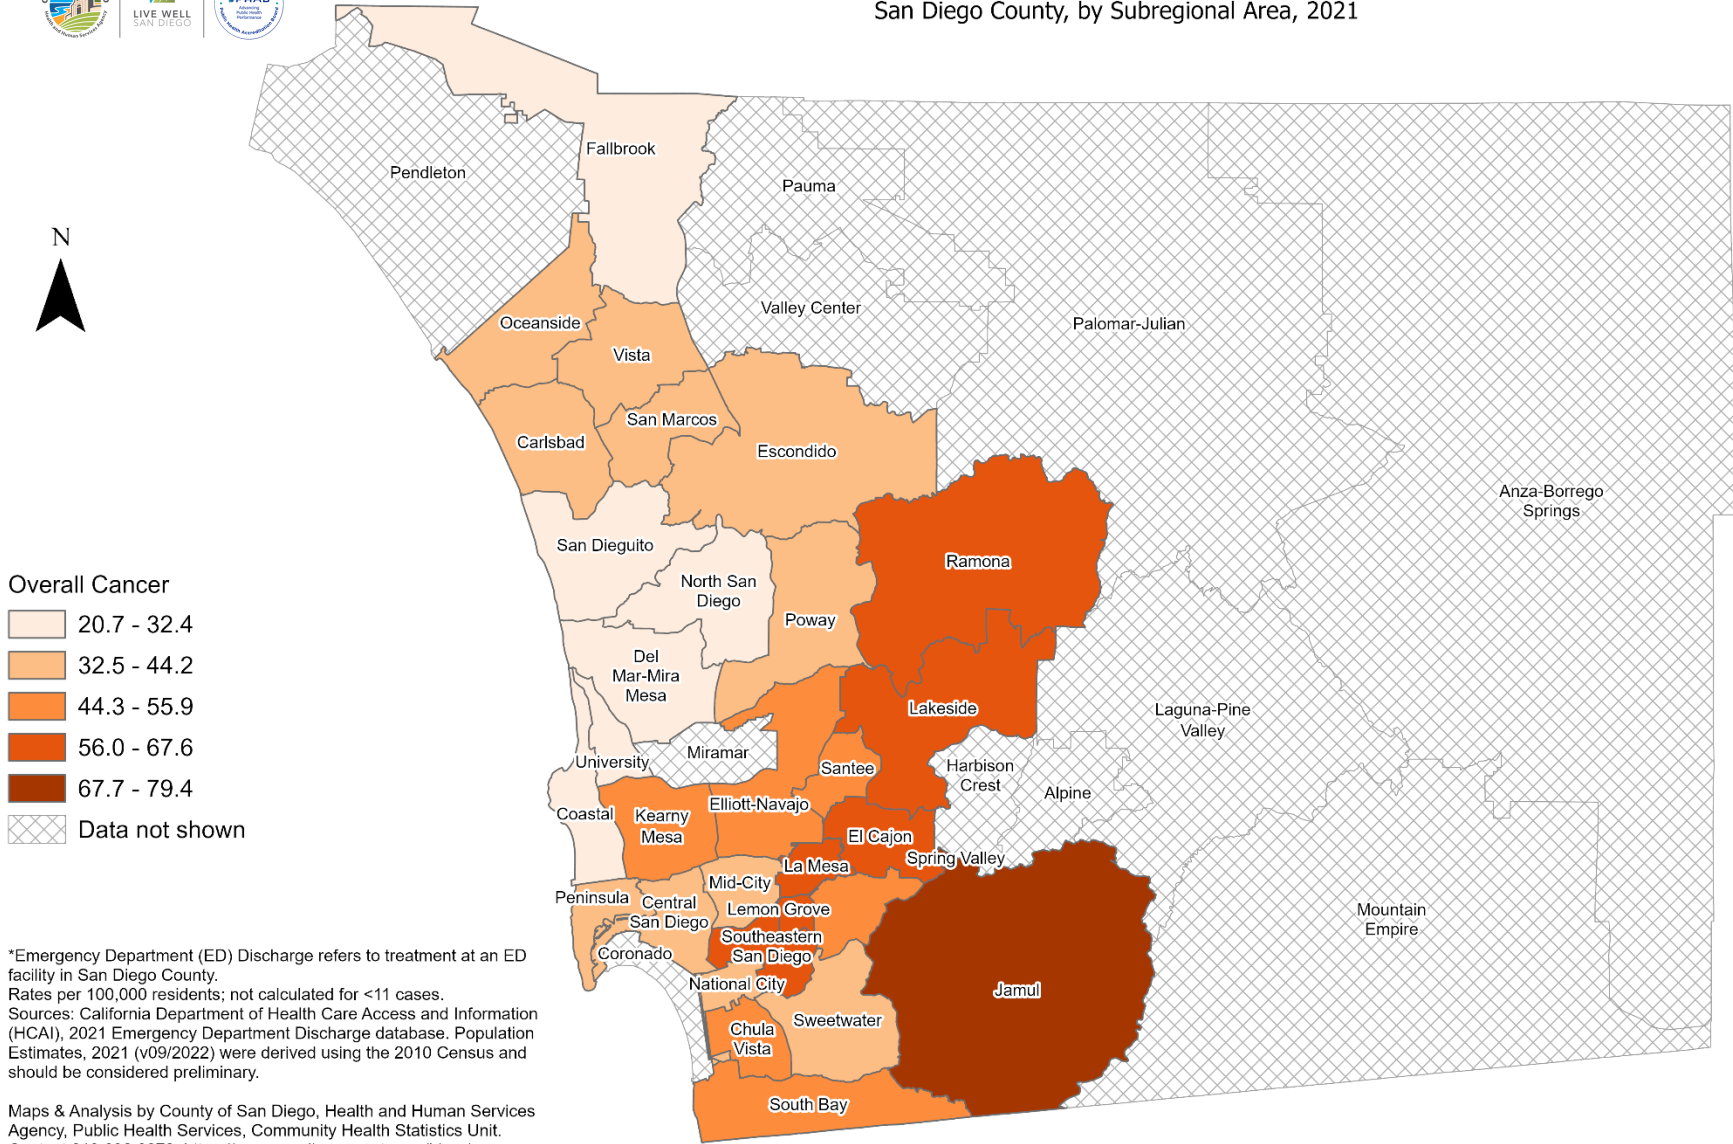 LIVE WELL
SAN DIEGO
Advancing
Public Health
Performance
San Diego County, by Subregional Area, 2021
N
Fallbrook
Pendleton
Pauma
Valley Center
Palomar-Julian
Oceanside
Vista
San Marcos
Carlsbad
Escondido
Anza-Borrego
Springs
San Dieguito
North San
Diego
Ramona
Poway
Del
Mar-Mira
Mesa
Lakeside
Laguna-Pine
Valley
Miramar
University
Santee
Harbison
Crest
Alpine
Coastal
Kearny
Mesa
Elliott-Navajo
El Cajon
La Mesa
Spring Valley
Mid-City
Peninsula
Central
San Diego
Lemon Grove
Mountain
Empire
Southeastern
San Diego
Coronado
National City
Jamul
Sweetwater
Chula
Vista
South Bay
Overall Cancer
20.7 - 32.4
32.5 - 44.2
44.3 - 55.9
56.0 - 67.6
67.7 - 79.4
Data not shown
*Emergency Department (ED) Discharge refers to treatment at an ED
facility in San Diego County.
Rates per 100,000 residents; not calculated for <11 cases.
Sources: California Department of Health Care Access and Information
(HCAI), 2021 Emergency Department Discharge database. Population
Estimates, 2021 (v09/2022) were derived using the 2010 Census and
should be considered preliminary.
Maps & Analysis by County of San Diego, Health and Human Services
Agency, Public Health Services, Community Health Statistics Unit.